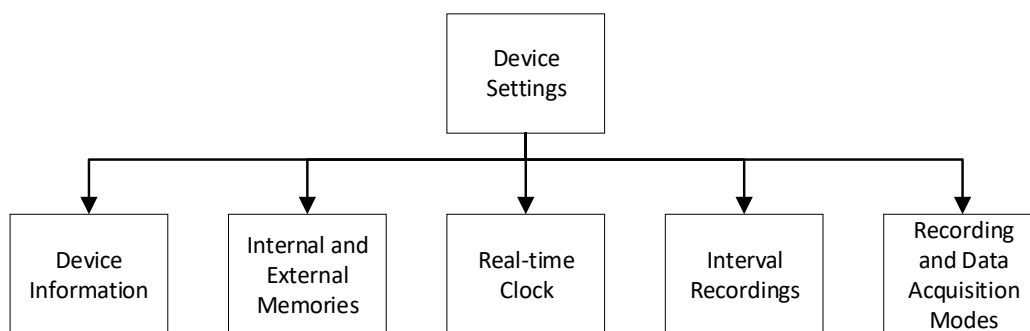 Device
Settings
Device
Information
Internal and
External
Memories
Real-time
Clock
Interval
Recordings
Recording
and Data
Acquisition
Modes